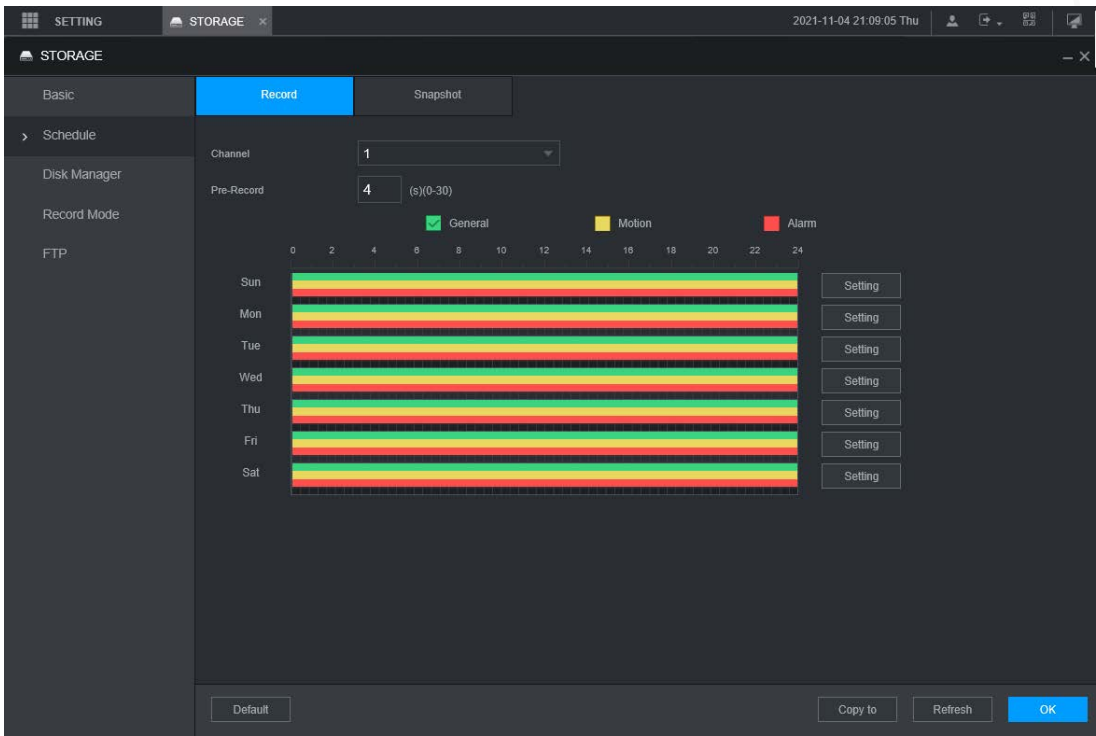 SETTING STORAGE × 2021-11-04 21:09:05 Thu
STORAGE
Basic
Schedule
Disk Manager
Record Mode
FTP
Record Snapshot
Channel 1
Pre-Record 4 (s)(0-30)
General Motion Alarm
0 2 4 6 8 10 12 14 16 18 20 22 24
Sun Setting
Mon Setting
Tue Setting
Wed Setting
Thu Setting
Fri Setting
Sat Setting
Default Copy to Refresh OK